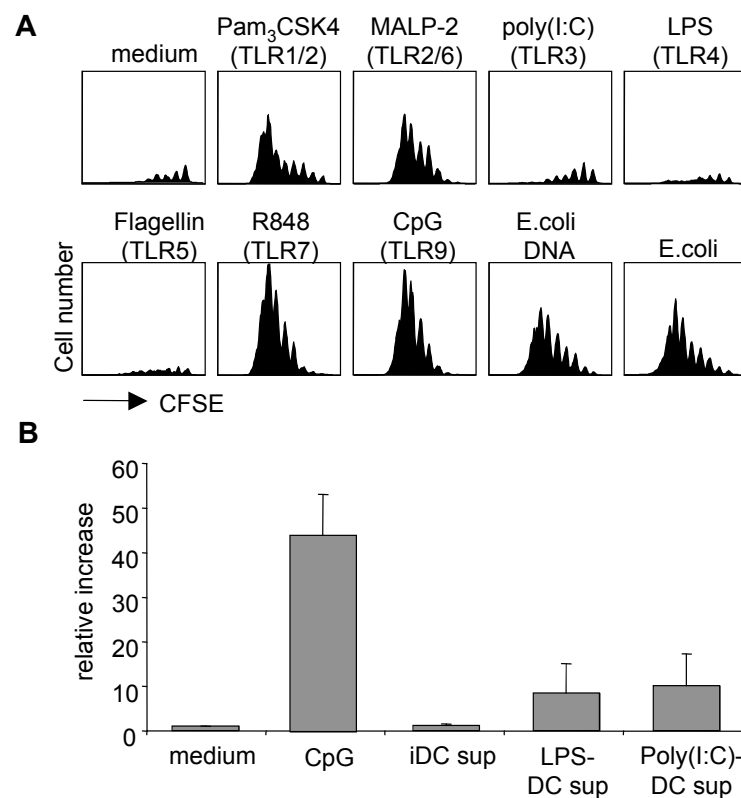 A
medium
Pam₃CSK4
(TLR1/2)
MALP-2
(TLR2/6)
poly(I:C)
(TLR3)
LPS
(TLR4)
Flagellin
(TLR5)
R848
(TLR7)
CpG
(TLR9)
E.coli
DNA
E.coli
Cell number
CFSE
B
relative increase
60
50
40
30
20
10
0
medium
CpG
iDC sup
LPS-
DC sup
Poly(I:C)-
DC sup